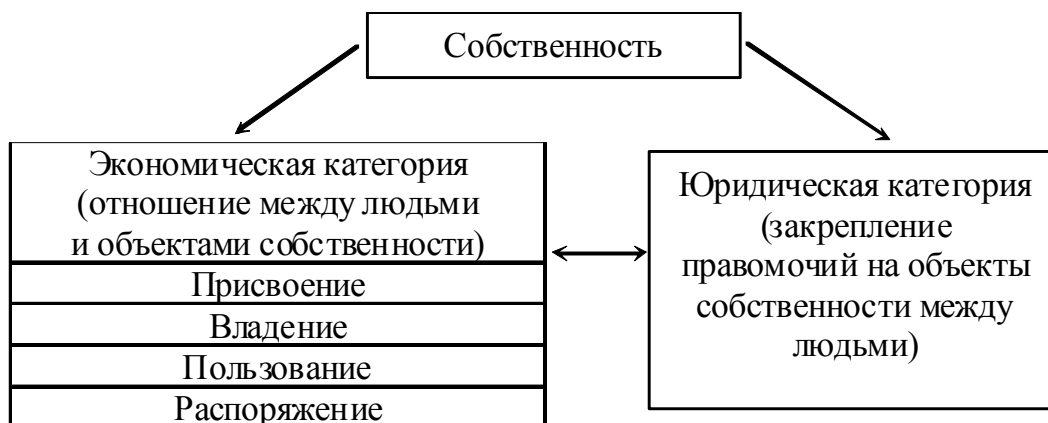 Собственность
Экономическая категория
(отношение между людьми
и объектами собственности)
Присвоение
Владение
Пользование
Распоряжение
Юридическая категория
(закрепление
правомочий на объекты
собственности между
людьми)